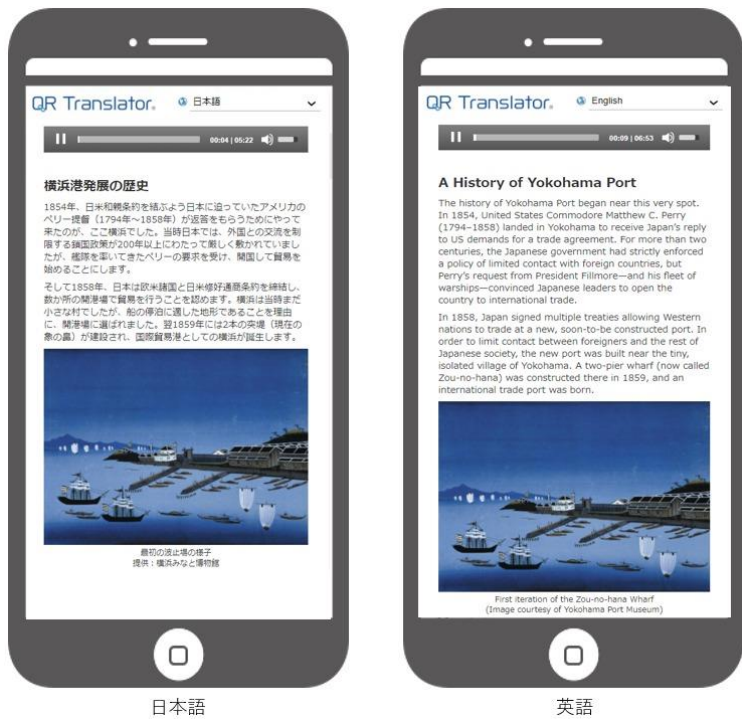 QR Translator.
日本語
00:04 | 05:22
横浜港発展の歴史
1854年、日米和親条約を結ぶよう日本に迫っていたアメリカの
ペリー提督（1794年～1858年）が返答をもらうためにやって
来たのが、ここ横浜でした。当時日本では、外国との交流を制
限する鎖国政策が200年以上にわたって厳しく敷かれていまし
たが、艦隊を率いてきたペリーの要求を受け、開国して貿易を
始めることにします。
そして1858年、日本は欧米諸国と日米修好通商条約を締結し、
数か所の開港場で貿易を行うことを認めます。横浜は当時まだ
小さな村でしたが、船の停泊に適した地形であることを理由
に、開港場に選ばれました。翌1859年には2本の突堤（現在の
象の鼻）が建設され、国際貿易港としての横浜が誕生します。
最初の波止場の様子
提供：横浜みなと博物館
日本語
QR Translator.
English
00:09 | 06:53
A History of Yokohama Port
The history of Yokohama Port began near this very spot.
In 1854, United States Commodore Matthew C. Perry
(1794–1858) landed in Yokohama to receive Japan's reply
to US demands for a trade agreement. For more than two
centuries, the Japanese government had strictly enforced
a policy of limited contact with foreign countries, but
Perry's request from President Fillmore—and his fleet of
warships—convinced Japanese leaders to open the
country to international trade.
In 1858, Japan signed multiple treaties allowing Western
nations to trade at a new, soon-to-be constructed port. In
order to limit contact between foreigners and the rest of
Japanese society, the new port was built near the tiny,
isolated village of Yokohama. A two-pier wharf (now called
Zou-no-hana) was constructed there in 1859, and an
international trade port was born.
First iteration of the Zou-no-hana Wharf
(Image courtesy of Yokohama Port Museum)
英語